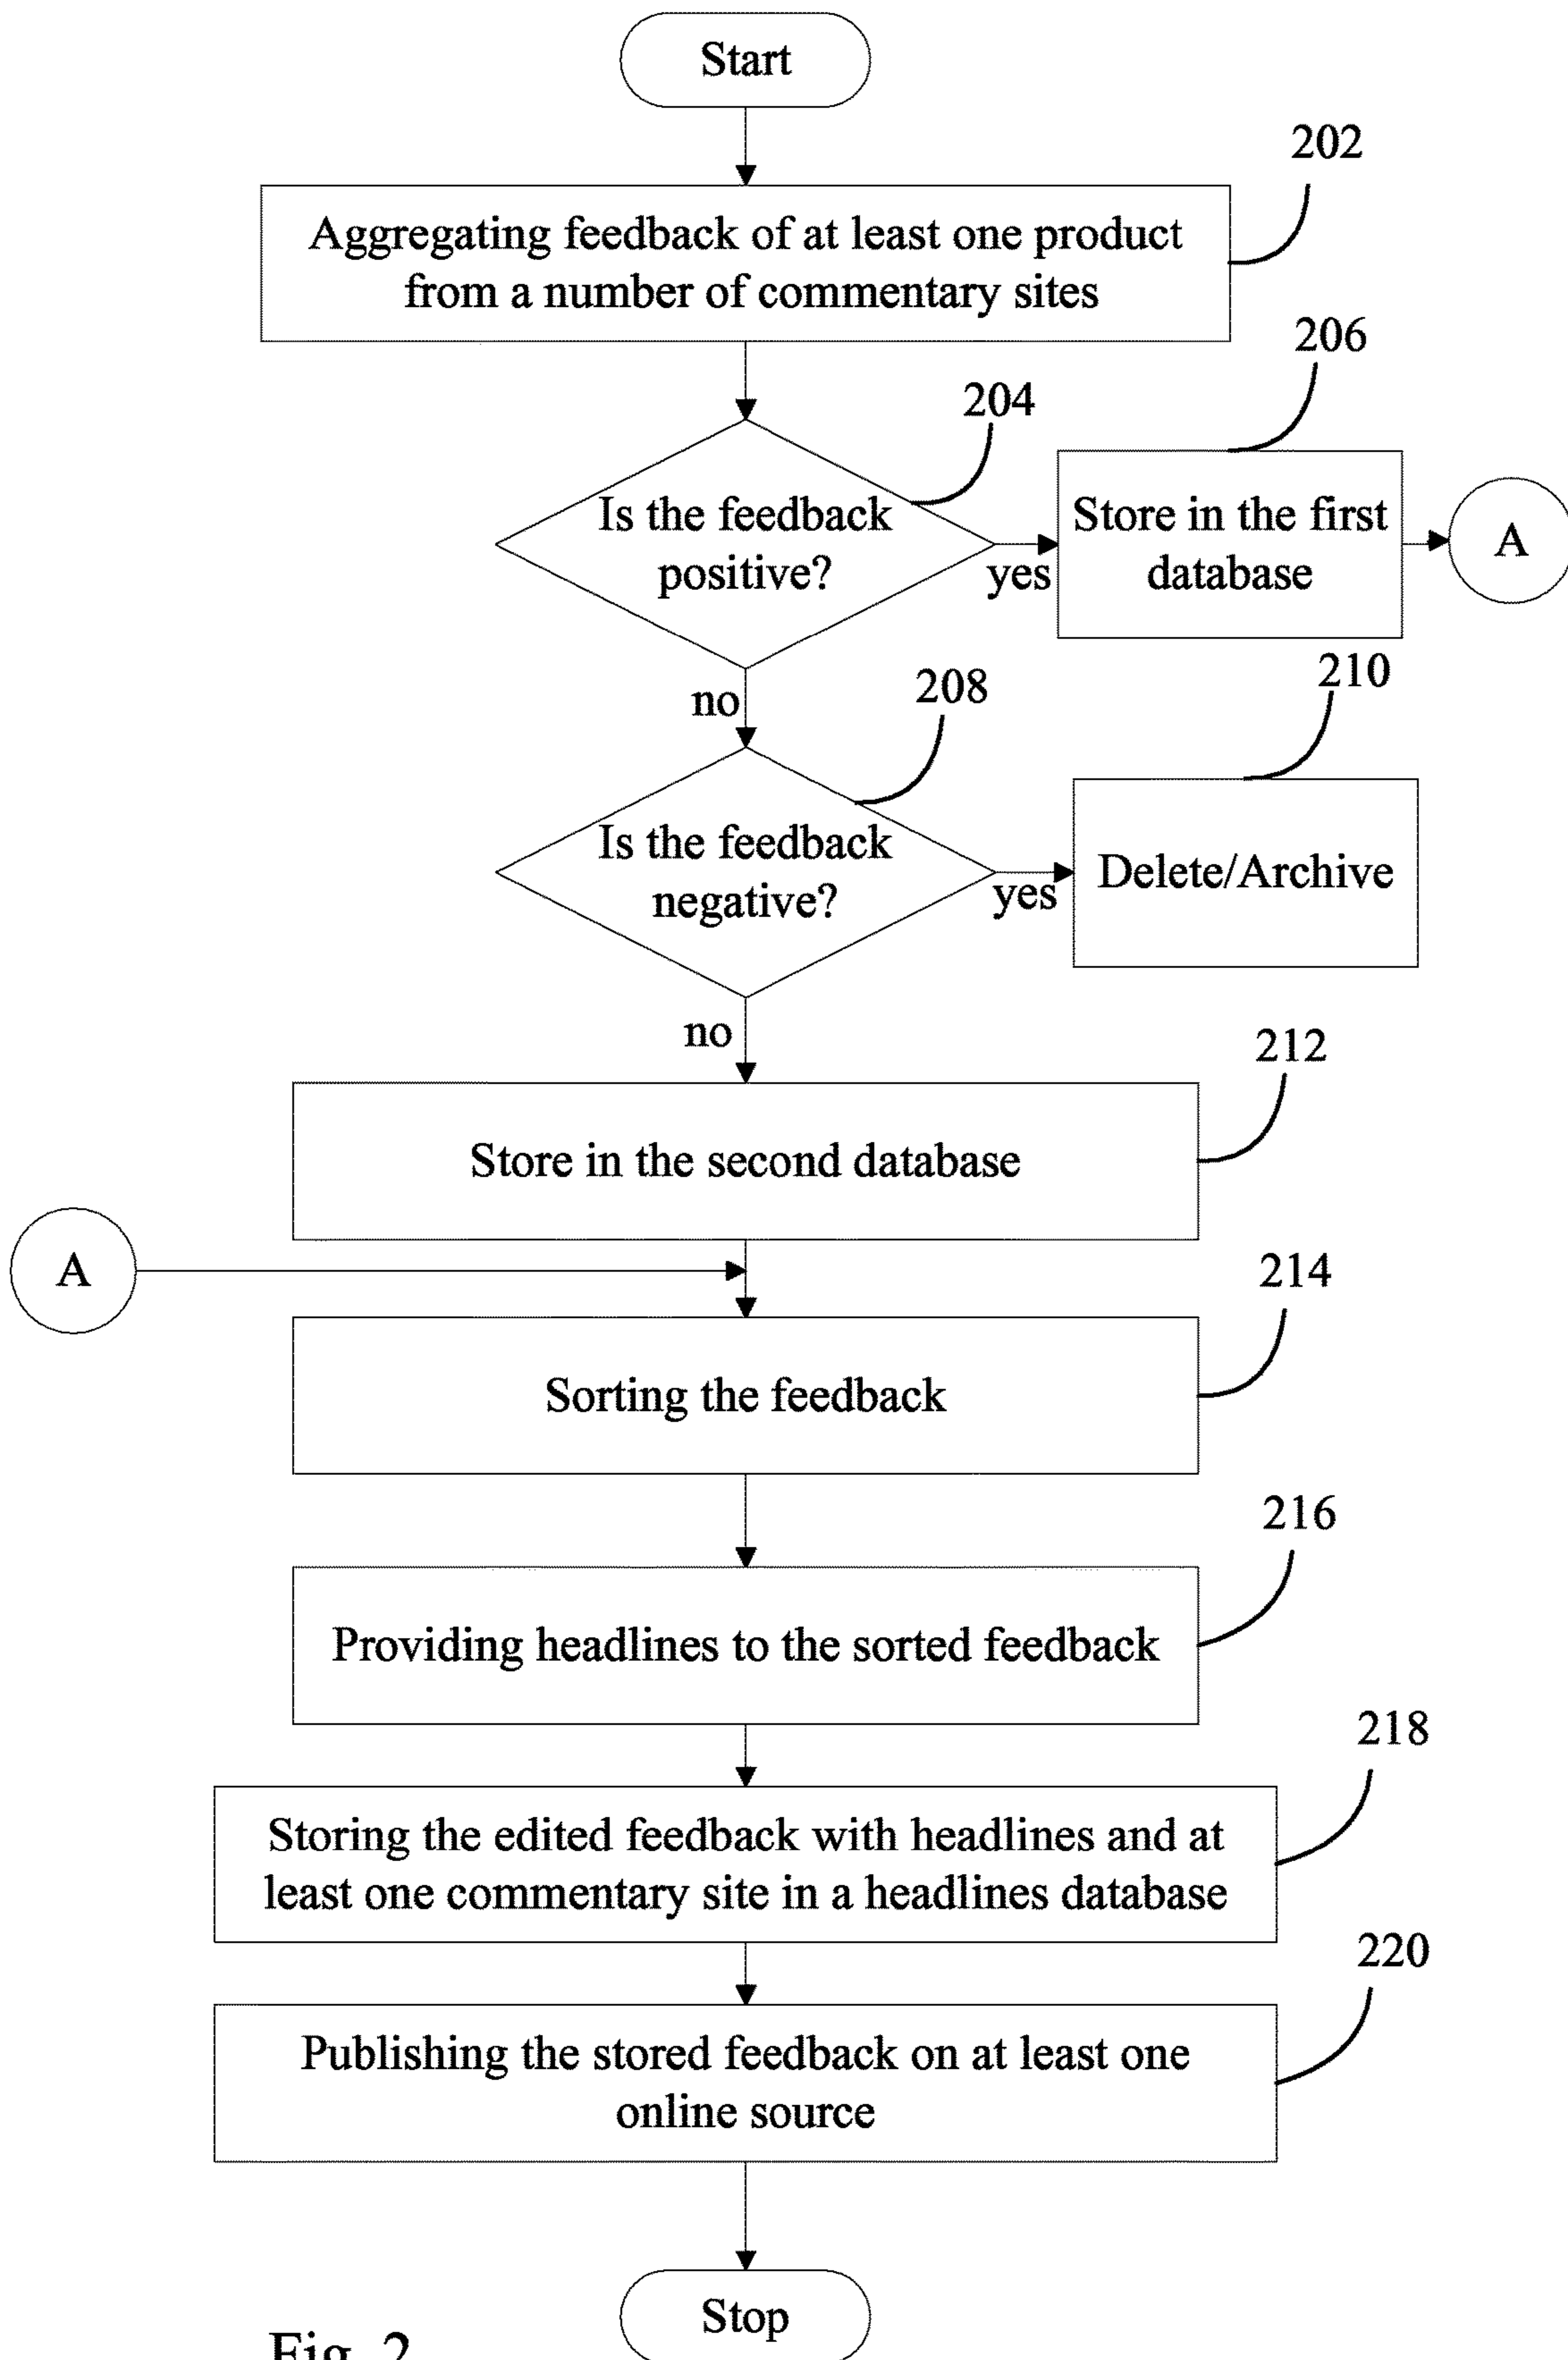 Start
202
Aggregating feedback of at least one product
from a number of commentary sites
206
204
Is the feedback
positive?
yes
Store in the first
database
A
no
208
210
Is the feedback
negative?
yes
Delete/Archive
no
212
Store in the second database
A
214
Sorting the feedback
216
Providing headlines to the sorted feedback
218
Storing the edited feedback with headlines and at
least one commentary site in a headlines database
220
Publishing the stored feedback on at least one
online source
Stop
Fig. 2